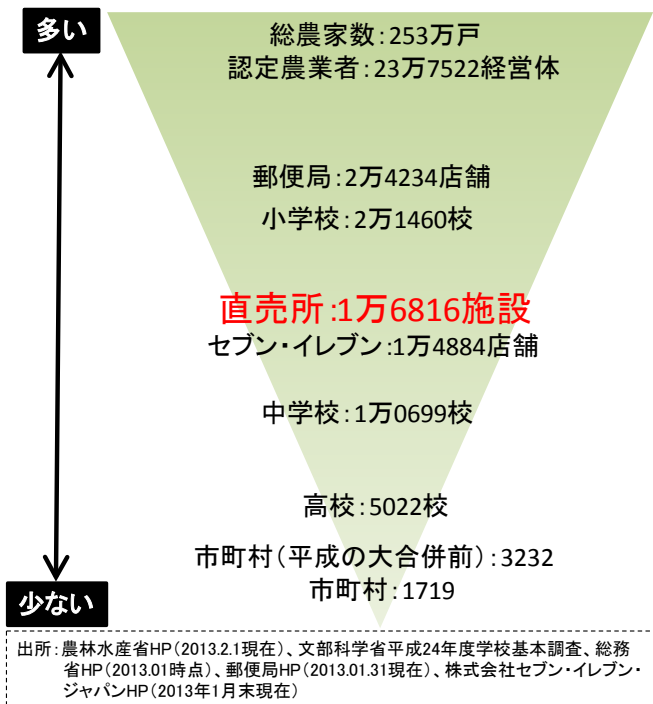 多い
総農家数：253万戸
認定農業者：23万7522経営体
郵便局：2万4234店舗
小学校：2万1460校
直売所：1万6816施設
セブン・イレブン：1万4884店舗
中学校：1万0699校
高校：5022校
市町村（平成の大合併前）：3232
市町村：1719
少ない
出所：農林水産省HP（2013.2.1現在）、文部科学省平成24年度学校基本調査、総務
省HP（2013.01時点）、郵便局HP（2013.01.31現在）、株式会社セブン・イレブン・
ジャパンHP（2013年1月末現在）